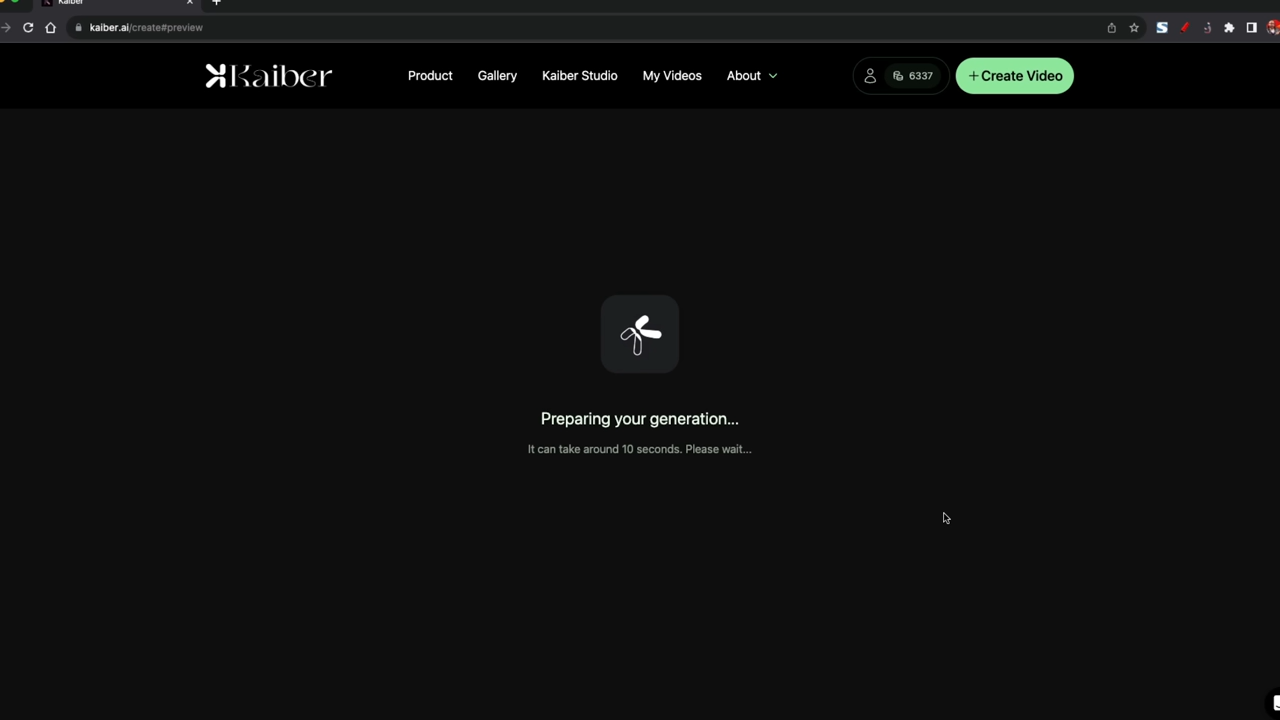 Kaiber
kaiber.ai/create#preview
Kaiber
Product
Gallery
Kaiber Studio
My Videos
About
6337
+ Create Video
Preparing your generation...
It can take around 10 seconds. Please wait...